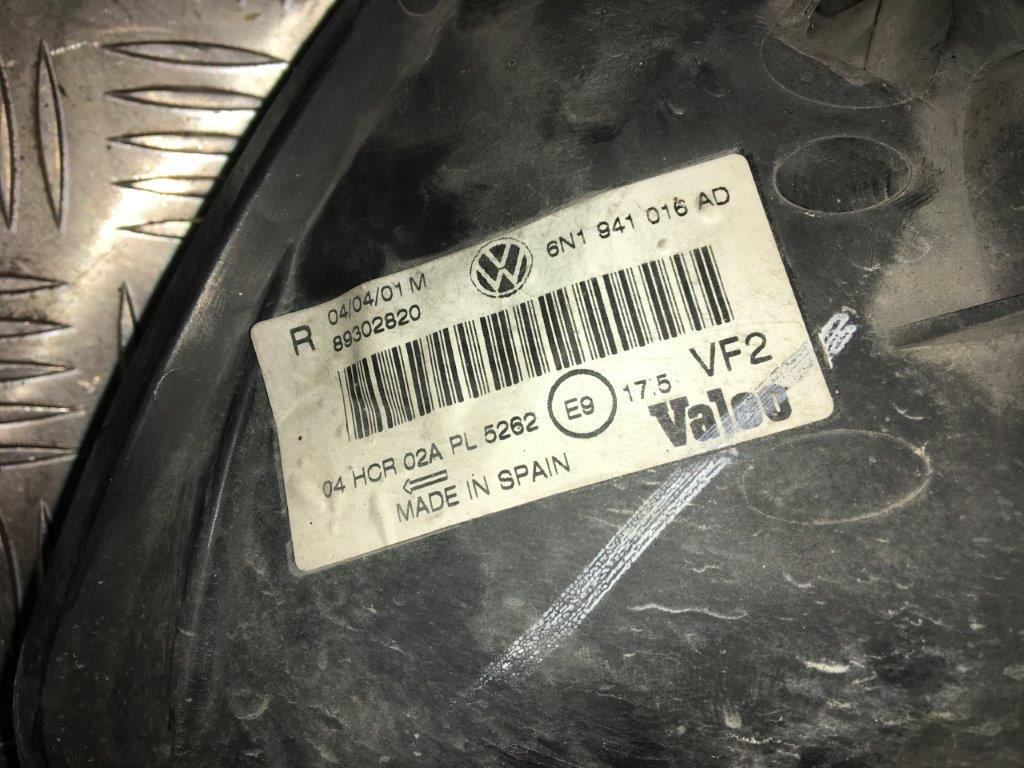 6N1 941 016 AD
R 04/04/01 M
89302820
VF2
04 HCR 02A PL 5262 E9 17.5
Valeo
MADE IN SPAIN